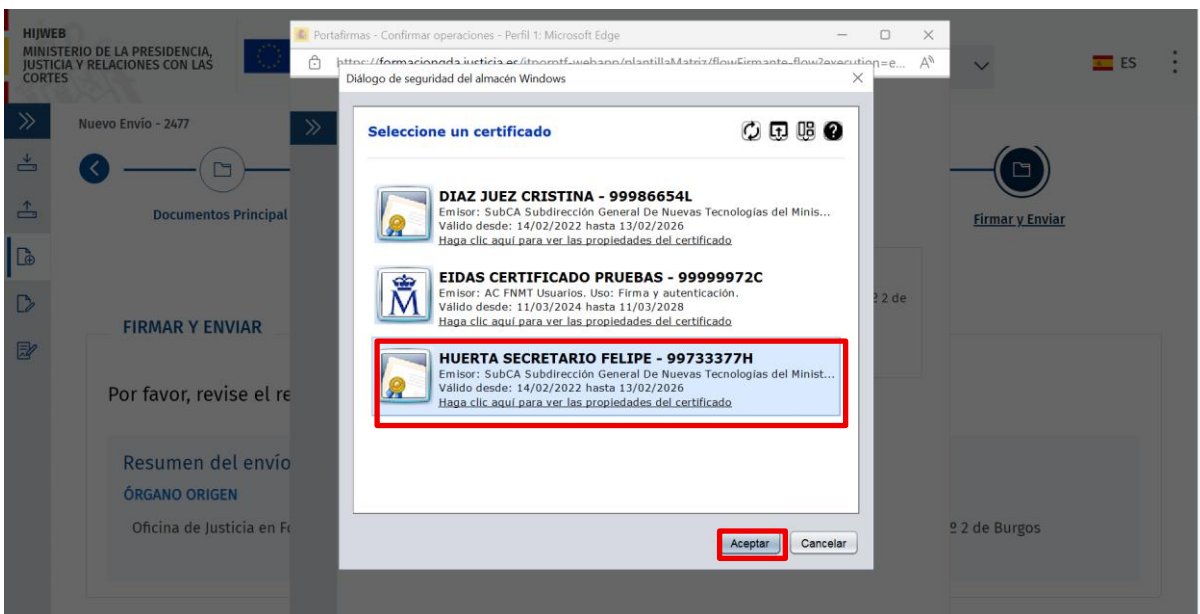 HIJWEB
MINISTERIO DE LA PRESIDENCIA,
JUSTICIA Y RELACIONES CON LAS
CORTES
Portafirmas - Confirmar operaciones - Perfil 1: Microsoft Edge
ES
Diálogo de seguridad del almacén Windows
Nuevo Envío - 2477
Seleccione un certificado
Documentos Principal
Firmar y Enviar
DIAZ JUEZ CRISTINA - 99986654L
Emisor: SubCA Subdirección General De Nuevas Tecnologías del Minis...
Válido desde: 14/02/2022 hasta 13/02/2026
Haga clic aquí para ver las propiedades del certificado
EIDAS CERTIFICADO PRUEBAS - 99999972C
Emisor: AC FNMT Usuarios. Uso: Firma y autenticación.
Válido desde: 11/03/2024 hasta 11/03/2028
Haga clic aquí para ver las propiedades del certificado
º 2 de
FIRMAR Y ENVIAR
HUERTA SECRETARIO FELIPE - 99733377H
Emisor: SubCA Subdirección General De Nuevas Tecnologías del Minist...
Válido desde: 14/02/2022 hasta 13/02/2026
Haga clic aquí para ver las propiedades del certificado
Por favor, revise el re
Resumen del envío
ÓRGANO ORIGEN
Oficina de Justicia en Fo
º 2 de Burgos
Aceptar
Cancelar